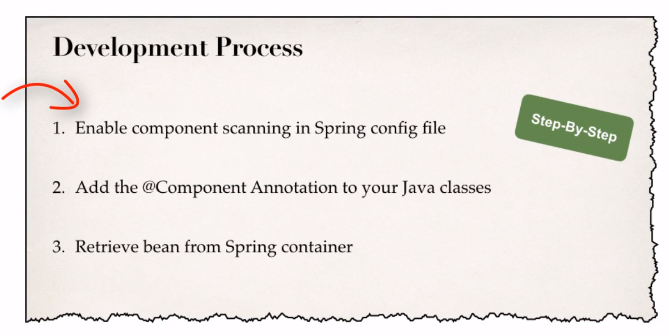 Development Process
Step-By-Step
1. Enable component scanning in Spring config file
2. Add the @Component Annotation to your Java classes
3. Retrieve bean from Spring container